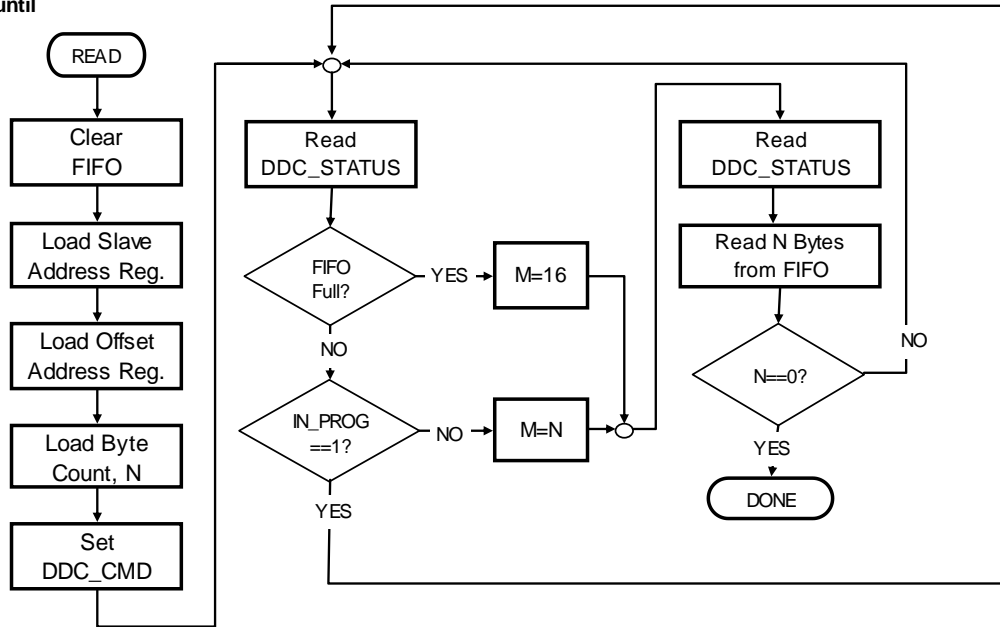 until
READ
Clear
FIFO
Load Slave
Address Reg.
Load Offset
Address Reg.
Load Byte
Count, N
Set
DDC_CMD
Read
DDC_STATUS
FIFO
Full?
YES
M=16
NO
IN_PROG
==1?
NO
M=N
YES
Read
DDC_STATUS
Read N Bytes
from FIFO
N==0?
NO
YES
DONE